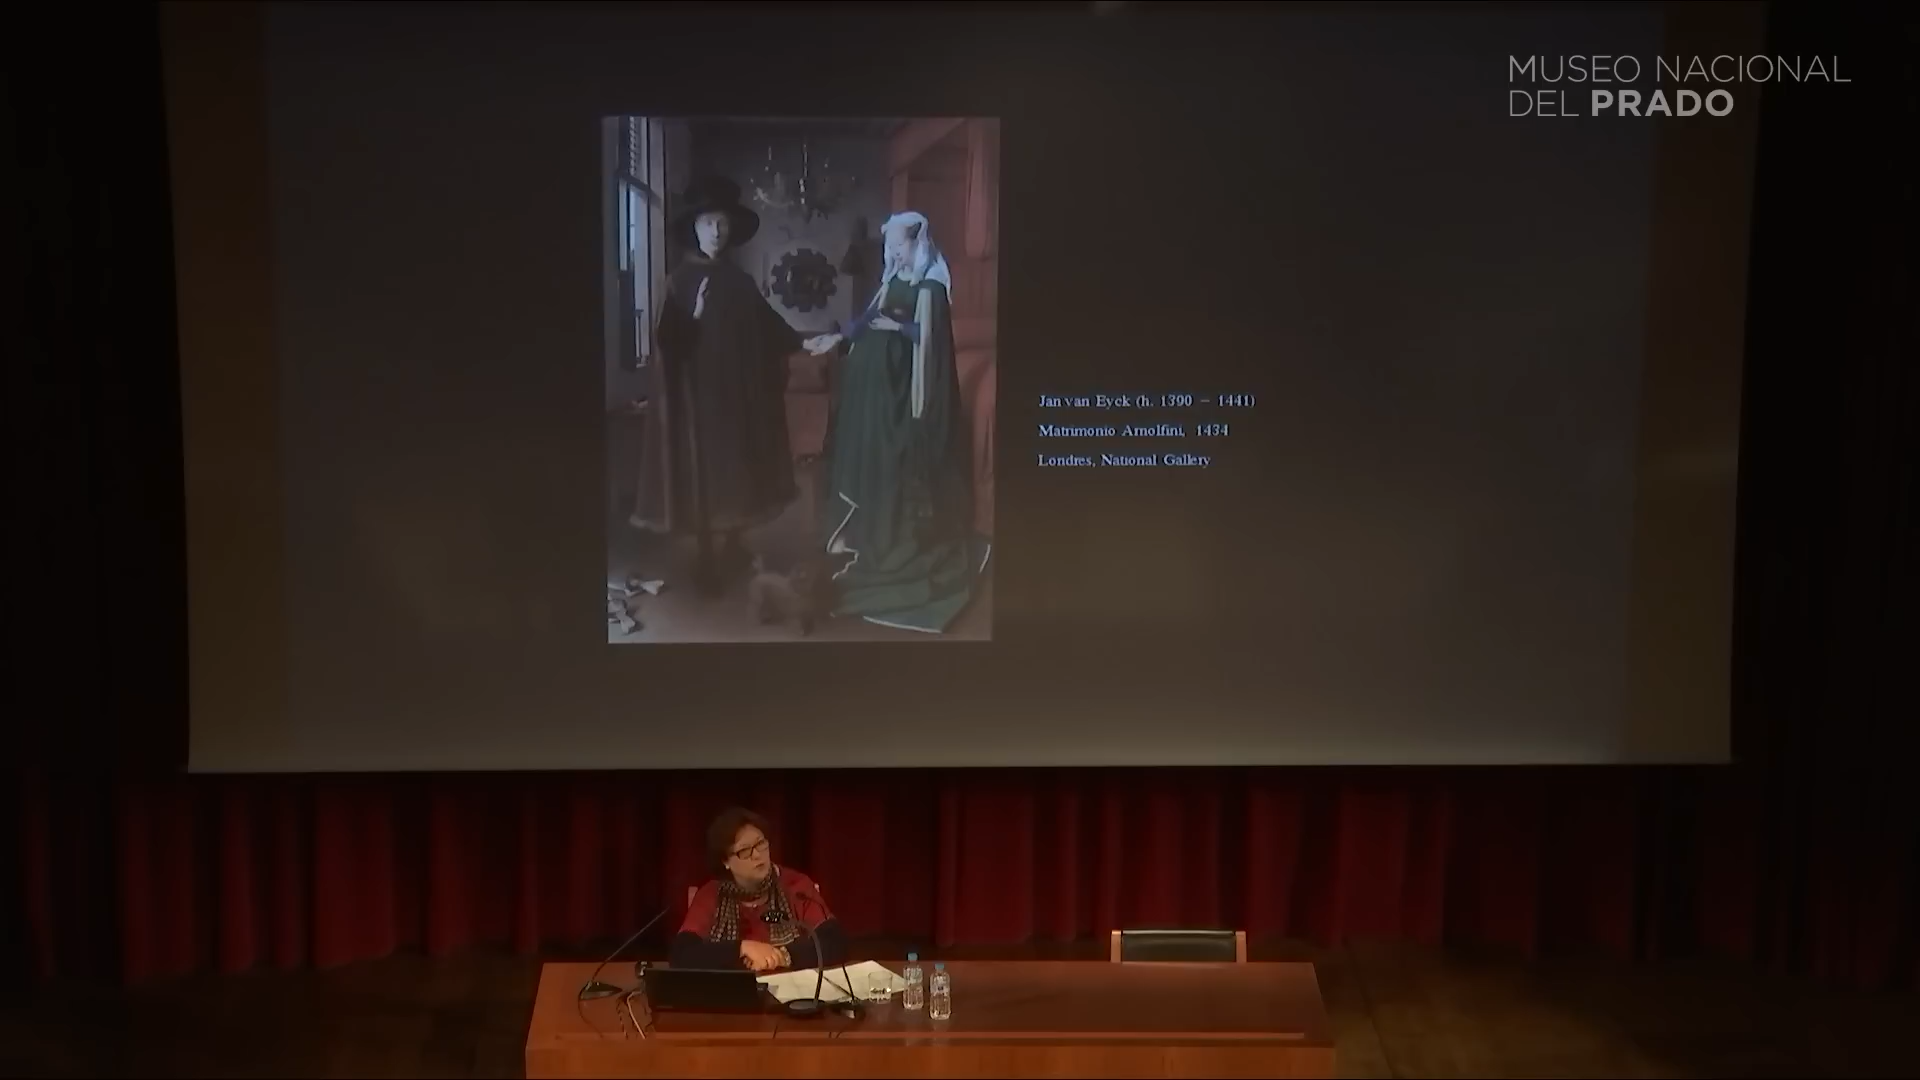 MUSEO NACIONAL
DEL PRADO
Jan van Eyck (h. 1390 – 1441)
Matrimonio Arnolfini, 1434
Londres, National Gallery